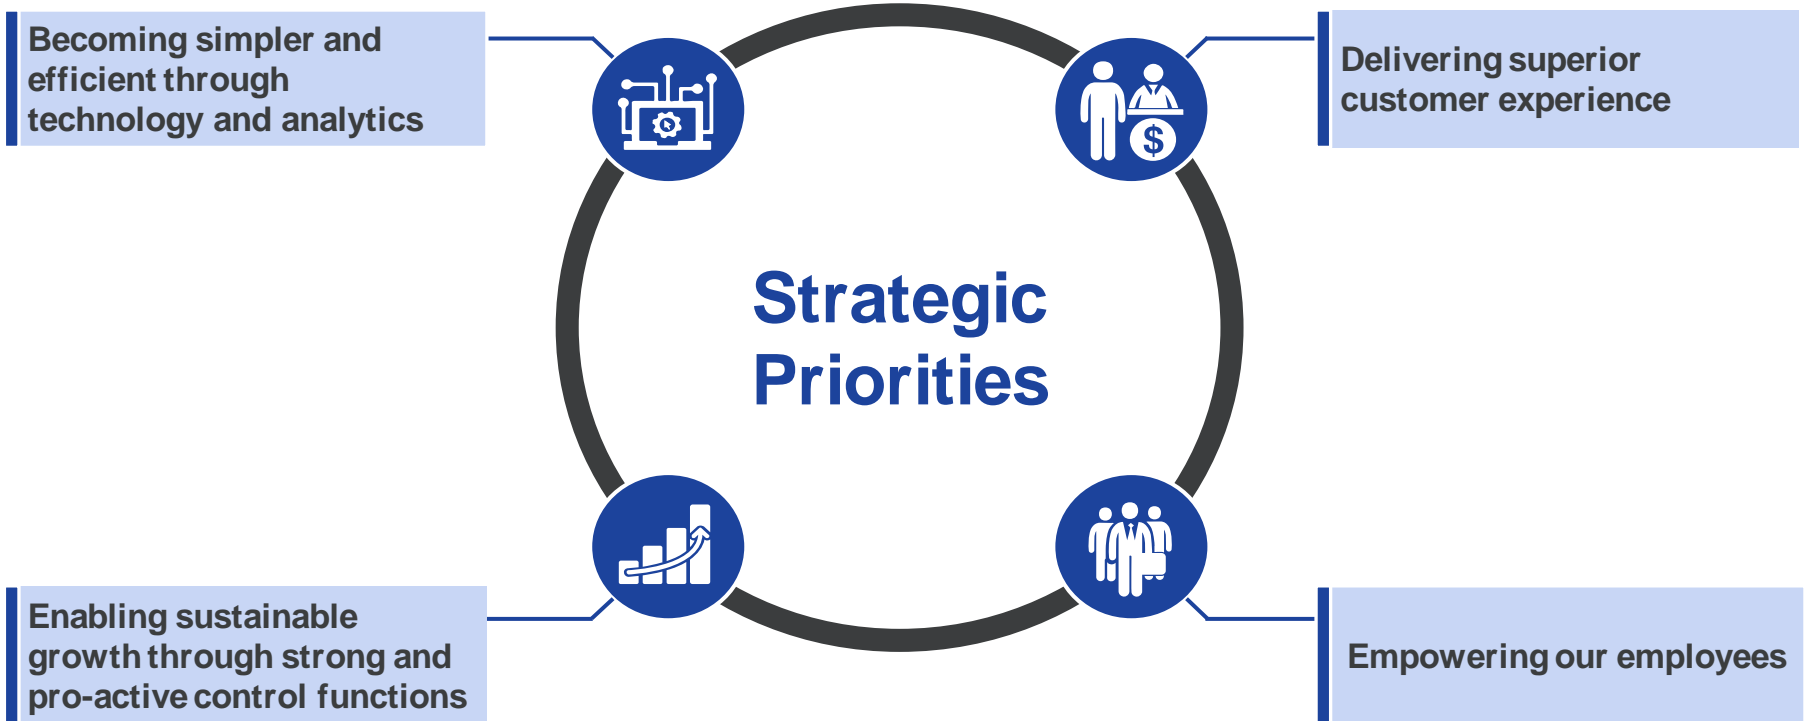 Becoming simpler and
efficient through
technology and analytics
Delivering superior
customer experience
$
Strategic
Priorities
Enabling sustainable
growth through strong and
pro-active control functions
Empowering our employees